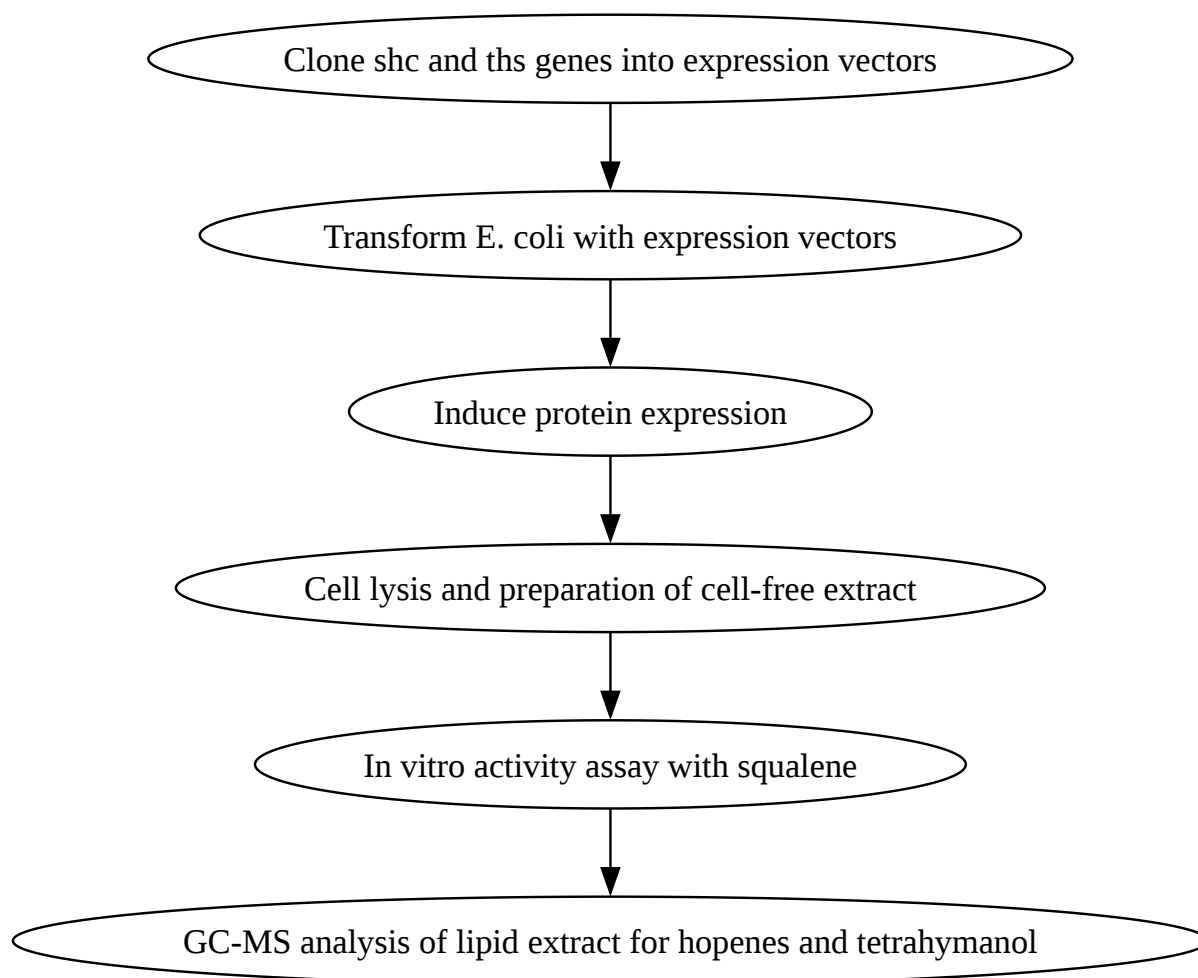 Clone shc and ths genes into expression vectors
Transform E. coli with expression vectors
Induce protein expression
Cell lysis and preparation of cell-free extract
In vitro activity assay with squalene
GC-MS analysis of lipid extract for hopenes and tetrahymanol